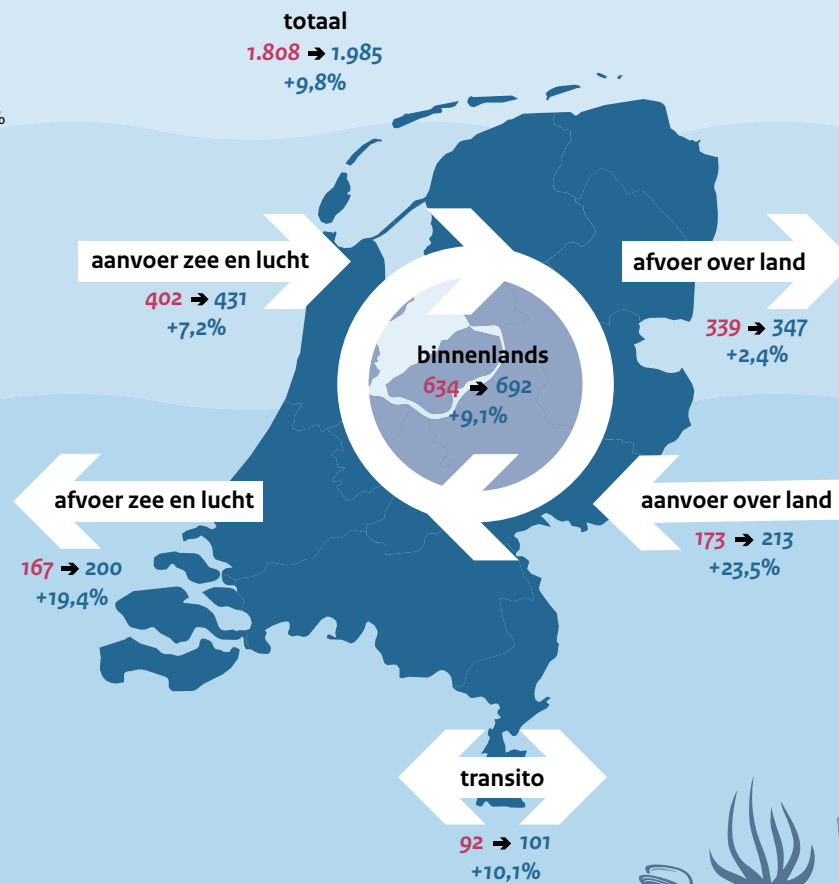 totaal
1.808 → 1.985
+9,8%
%
aanvoer zee en lucht
402 → 431
+7,2%
afvoer over land
339 → 347
+2,4%
binnenlands
634 → 692
+9,1%
afvoer zee en lucht
167 → 200
+19,4%
aanvoer over land
173 → 213
+23,5%
transito
92 → 101
+10,1%